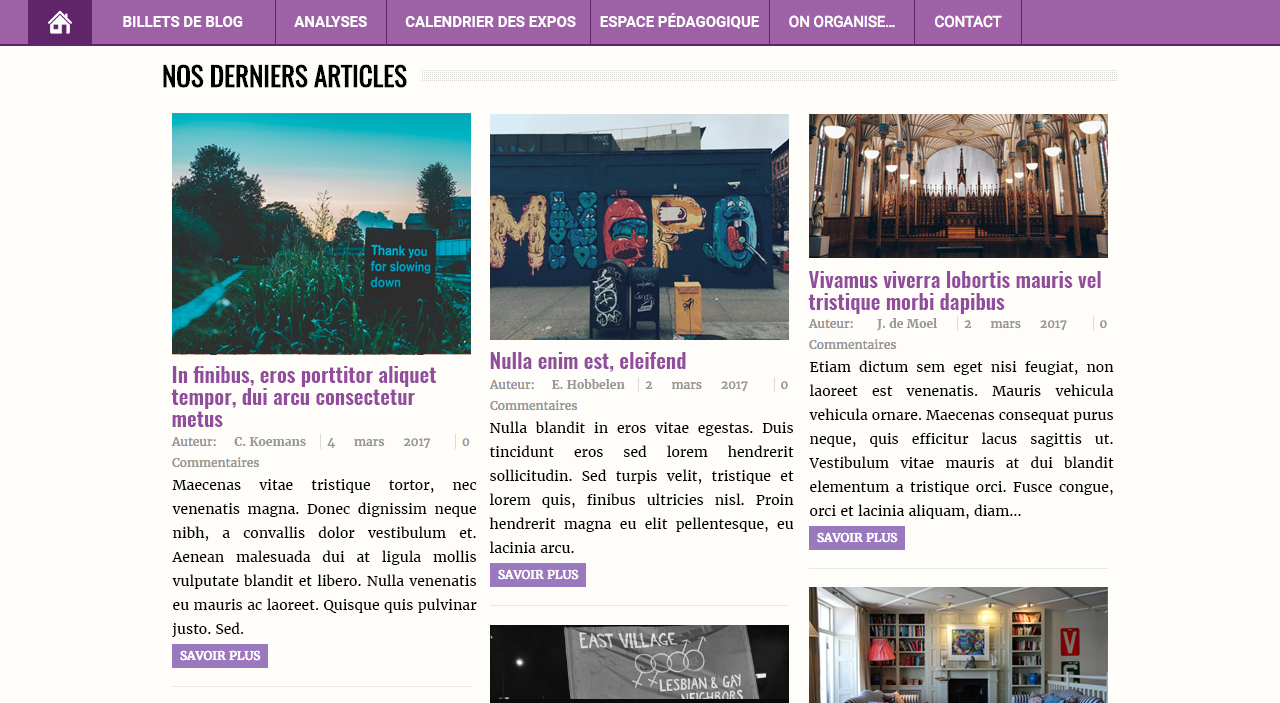 BILLETS DE BLOG
ANALYSES
CALENDRIER DES EXPOS
ESPACE PÉDAGOGIQUE
ON ORGANISE...
CONTACT
NOS DERNIERS ARTICLES
Thank you
for slowing
down
In finibus, eros porttitor aliquet
tempor, dui arcu consectetur
metus
Auteur: C. Koemans 4 mars 2017 0
Commentaires
Maecenas vitae tristique tortor, nec
venenatis magna. Donec dignissim neque
nibh, a convallis dolor vestibulum et.
Aenean malesuada dui at ligula mollis
vulputate blandit et libero. Nulla venenatis
eu mauris ac laoreet. Quisque quis pulvinar
justo. Sed.
SAVOIR PLUS
Nulla enim est, eleifend
Auteur: E. Hobbelen 2 mars 2017 0
Commentaires
Nulla blandit in eros vitae egestas. Duis
tincidunt eros sed lorem hendrerit
sollicitudin. Sed turpis velit, tristique et
lorem quis, finibus ultricies nisl. Proin
hendrerit magna eu elit pellentesque, eu
lacinia arcu.
SAVOIR PLUS
EAST VILLAGE
LESBIAN & GAY
NEIGHBORS
Vivamus viverra lobortis mauris vel
tristique morbi dapibus
Auteur: J. de Moel 2 mars 2017 0
Commentaires
Etiam dictum sem eget nisi feugiat, non
laoreet est venenatis. Mauris vehicula
vehicula ornare. Maecenas consequat purus
neque, quis efficitur lacus sagittis ut.
Vestibulum vitae mauris at dui blandit
elementum a tristique orci. Fusce congue,
orci et lacinia aliquam, diam...
SAVOIR PLUS
V